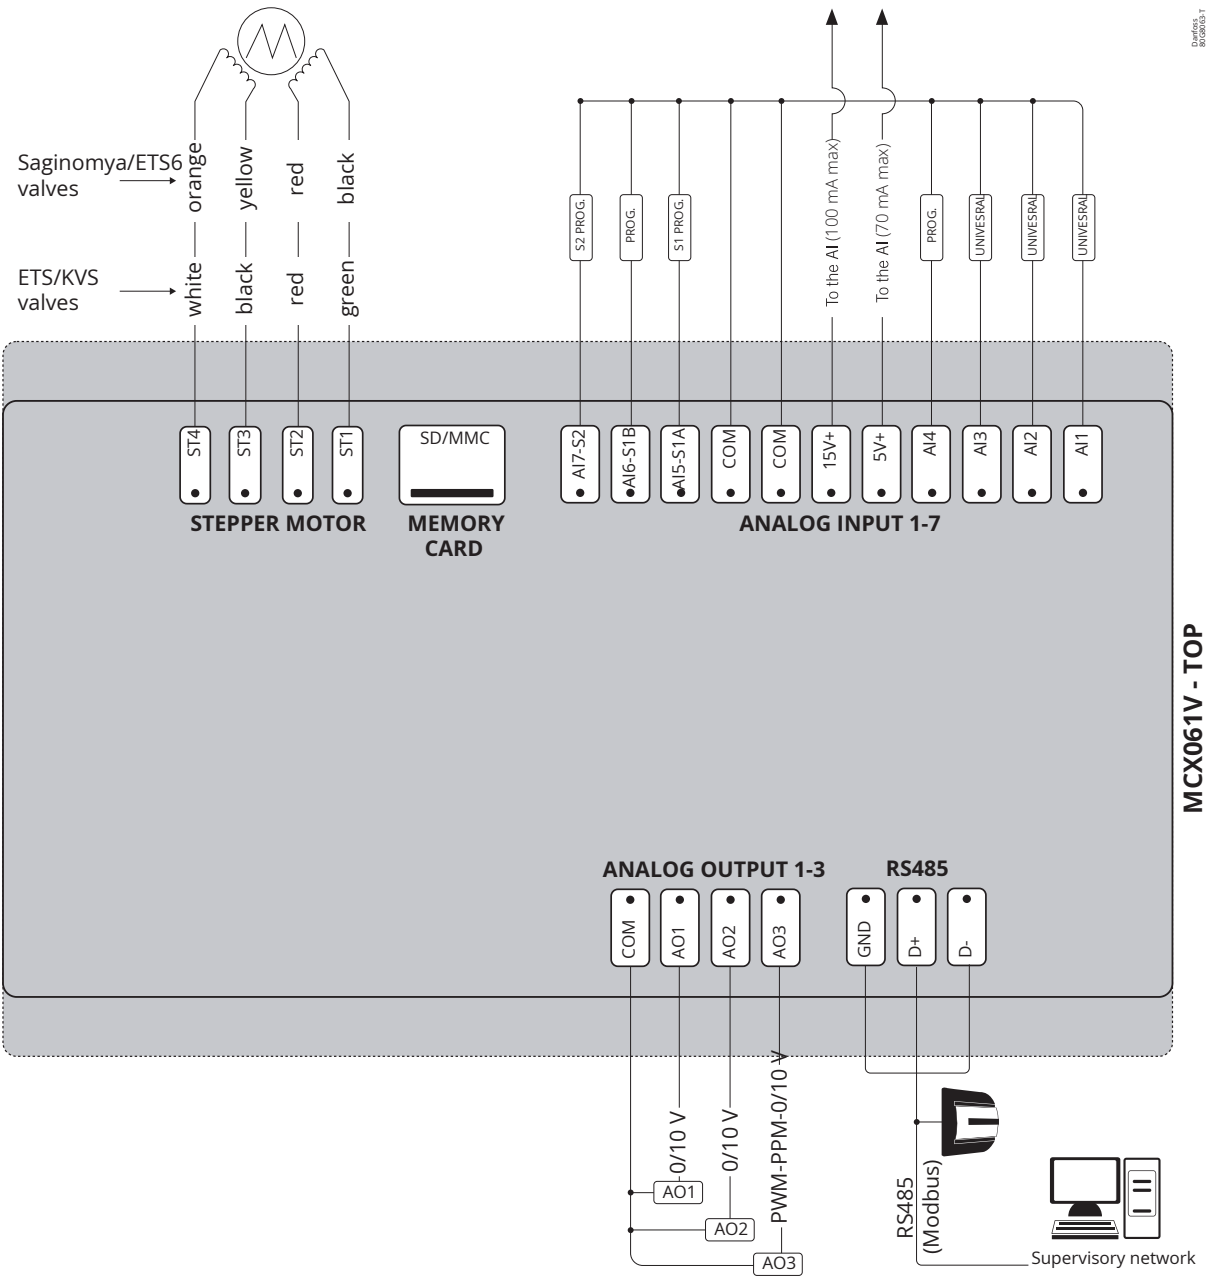 Danfoss
80G8063-T
Saginomya/ETS6
valves
orange
yellow
red
black
ETS/KVS
valves
white
black
red
green
S2 PROG.
PROG.
S1 PROG.
To the AI (100 mA max)
To the AI (70 mA max)
PROG.
UNIVESRAL
UNIVESRAL
UNIVESRAL
ST4
ST3
ST2
ST1
SD/MMC
AI7-S2
AI6-S1B
AI5-S1A
COM
COM
15V+
5V+
AI4
AI3
AI2
AI1
STEPPER MOTOR
MEMORY
CARD
ANALOG INPUT 1-7
MCX061V - TOP
ANALOG OUTPUT 1-3
RS485
COM
AO1
AO2
AO3
GND
D+
D-
0/10 V
0/10 V
PWM-PPM-0/10 V
AO1
AO2
AO3
RS485
(Modbus)
Supervisory network